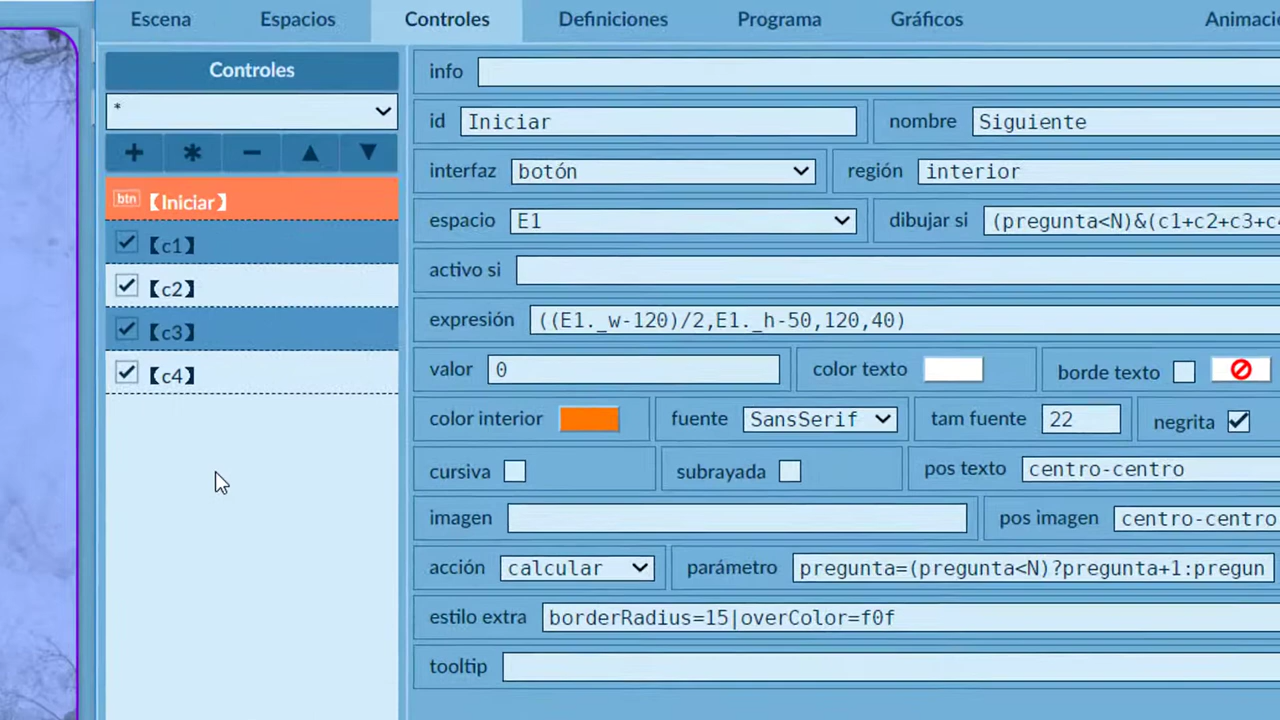 Escena Espacios Controles Definiciones Programa Gráficos Animaci
Controles
*
btn 【Iniciar】
【c1】
【c2】
【c3】
【c4】
info
id Iniciar nombre Siguiente
interfaz botón región interior
espacio E1 dibujar si (pregunta<N)&(c1+c2+c3+c4
activo si
expresión ((E1._w-120)/2,E1._h-50,120,40)
valor 0 color texto borde texto
color interior fuente SansSerif tam fuente 22 negrita
cursiva subrayada pos texto centro-centro
imagen pos imagen centro-centro
acción calcular parámetro pregunta=(pregunta<N)?pregunta+1:pregun
estilo extra borderRadius=15|overColor=f0f
tooltip